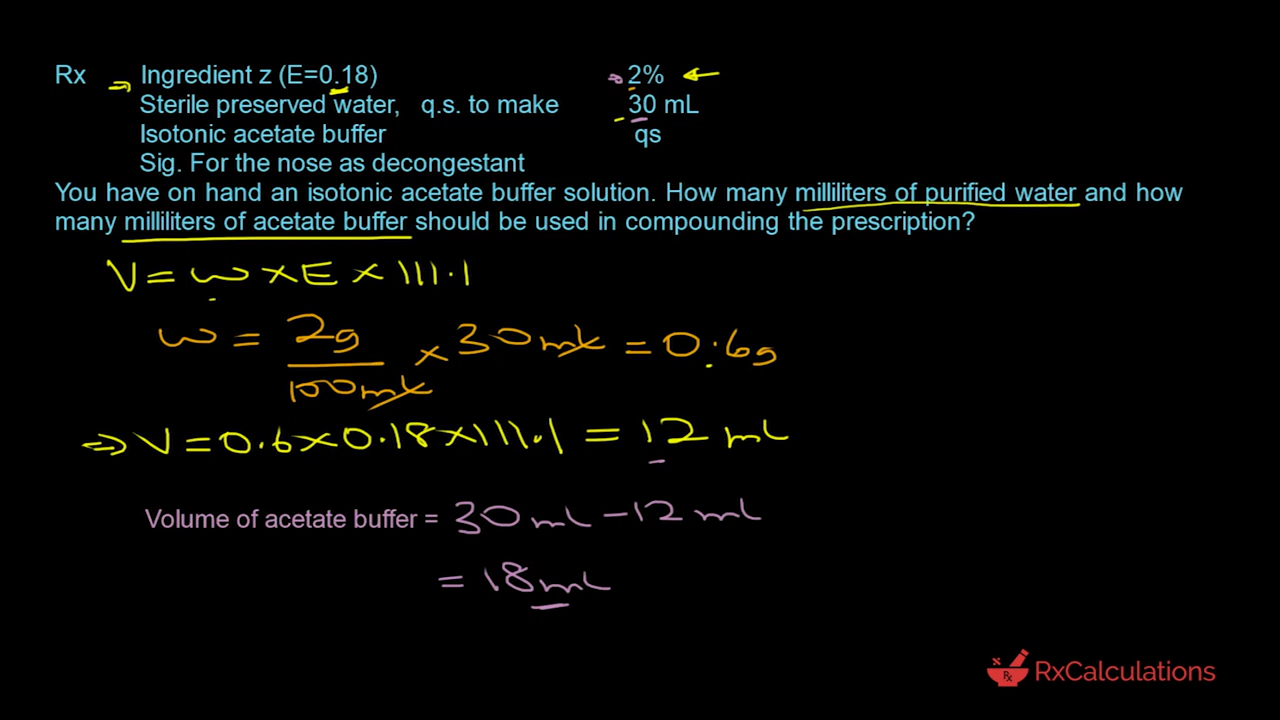 Rx Ingredient z (E=0.18) 2%
Sterile preserved water, q.s. to make 30 mL
Isotonic acetate buffer qs
Sig. For the nose as decongestant
You have on hand an isotonic acetate buffer solution. How many milliliters of purified water and how
many milliliters of acetate buffer should be used in compounding the prescription?
V = w × E × 111.1
w = 2g / 100mL × 30mL = 0.6g
⇒ V = 0.6 × 0.18 × 111.1 = 12 mL
Volume of acetate buffer = 30 mL − 12 mL
= 18 mL
Rx RxCalculations